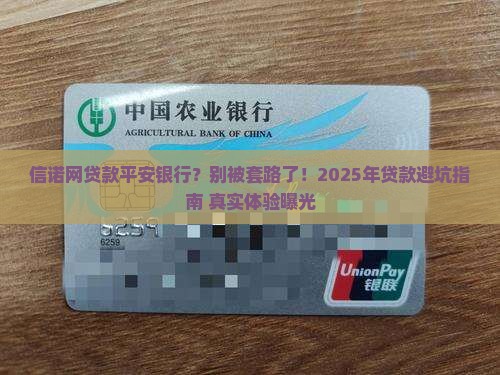 中国农业银行
AGRICULTURAL BANK OF CHINA
信诺网贷款平安银行？别被套路了！2025年贷款避坑指
南 真实体验曝光
6259
6259
UnionPay
银联